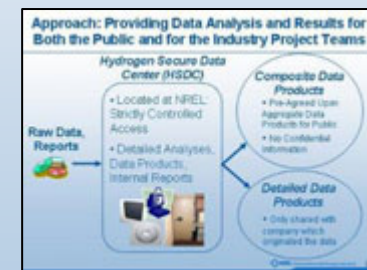 Approach: Providing Data Analysis and Results for
Both the Public and for the Industry Project Teams
Hydrogen Secure Data
Center (HSDC)
• Located at NREL:
Strictly Controlled
Access
• Detailed Analyses,
Data Products,
Internal Reports
Raw Data,
Reports
Composite Data
Products
• Pre-Agreed Upon
Aggregate Data
Products for Public
• No Confidential
Information
Detailed Data
Products
• Only shared with
company which
originated the data